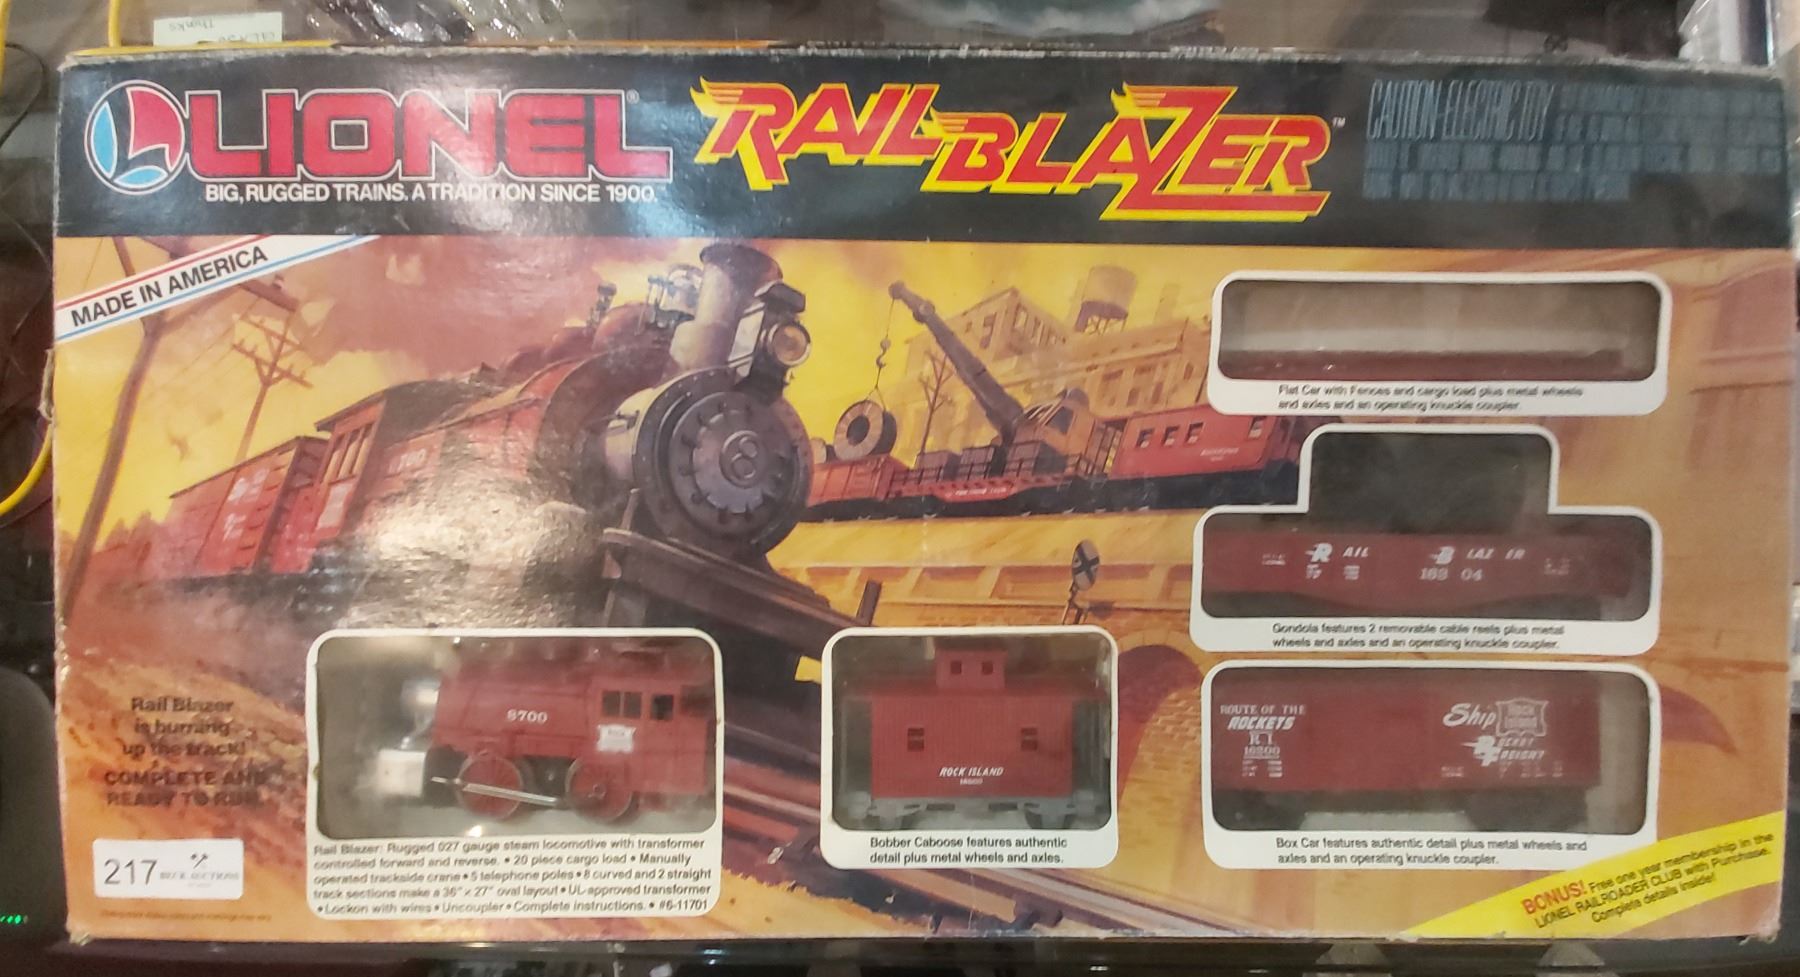 LIONEL®
BIG, RUGGED TRAINS. A TRADITION SINCE 1900.
RAIL BLAZER™
CAUTION-ELECTRIC TOY
MADE IN AMERICA
8
Flat Car with Fences and cargo load plus metal wheels
and axles and an operating knuckle coupler.
RAIL BLAZER
16304
Gondola features 2 removable cable reels plus metal
wheels and axles and an operating knuckle coupler.
ROUTE OF THE
ROCKETS
R I
16200
Ship Rock
Island
Box Car features authentic detail plus metal wheels and
axles and an operating knuckle coupler.
8700
ROCK ISLAND
Bobber Caboose features authentic
detail plus metal wheels and axles.
Rail Blazer
is burning
up the track!
COMPLETE AND
READY TO RUN.
Rail Blazer: Rugged 027 gauge steam locomotive with transformer
controlled forward and reverse. • 20 piece cargo load • Manually
operated trackside crane • 5 telephone poles • 8 curved and 2 straight
track sections make a 36" x 27" oval layout • UL approved transformer
• Lockon with wires • Uncoupler • Complete instructions. • #6-11701
217
BONUS! Free one year membership in the
LIONEL RAILROADER CLUB with Purchase.
Complete details inside!